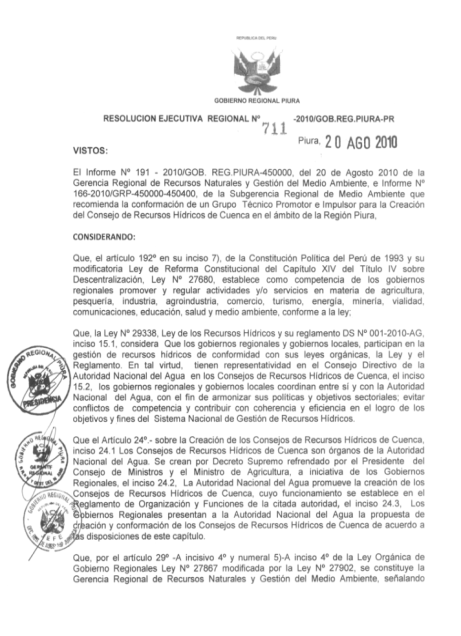 REPUBLICA DEL PERU
GOBIERNO REGIONAL PIURA
RESOLUCION EJECUTIVA REGIONAL N° 711 -2010/GOB.REG.PIURA-PR
Piura, 20 AGO 2010
VISTOS:
El Informe N° 191 - 2010/GOB. REG.PIURA-450000, del 20 de Agosto 2010 de la
Gerencia Regional de Recursos Naturales y Gestión del Medio Ambiente, e Informe N°
166-2010/GRP-450000-450400, de la Subgerencia Regional de Medio Ambiente que
recomienda la conformación de un Grupo Técnico Promotor e Impulsor para la Creación
del Consejo de Recursos Hídricos de Cuenca en el ámbito de la Región Piura,
CONSIDERANDO:
Que, el artículo 192º en su inciso 7), de la Constitución Política del Perú de 1993 y su
modificatoria Ley de Reforma Constitucional del Capítulo XIV del Titulo IV sobre
Descentralización, Ley N° 27680, establece como competencia de los gobiernos
regionales promover y regular actividades y/o servicios en materia de agricultura,
pesquería, industria, agroindustria, comercio, turismo, energía, minería, vialidad,
comunicaciones, educación, salud y medio ambiente, conforme a la ley;
Que, la Ley N° 29338, Ley de los Recursos Hídricos y su reglamento DS N° 001-2010-AG,
inciso 15.1, considera Que los gobiernos regionales y gobiernos locales, participan en la
gestión de recursos hídricos de conformidad con sus leyes orgánicas, la Ley y el
Reglamento. En tal virtud, tienen representatividad en el Consejo Directivo de la
Autoridad Nacional del Agua en los Consejos de Recursos Hídricos de Cuenca, el inciso
15.2, los gobiernos regionales y gobiernos locales coordinan entre si y con la Autoridad
Nacional del Agua, con el fin de armonizar sus políticas y objetivos sectoriales; evitar
conflictos de competencia y contribuir con coherencia y eficiencia en el logro de los
objetivos y fines del Sistema Nacional de Gestión de Recursos Hídricos.
Que el Artículo 24º.- sobre la Creación de los Consejos de Recursos Hídricos de Cuenca,
inciso 24.1 Los Consejos de Recursos Hídricos de Cuenca son órganos de la Autoridad
Nacional del Agua. Se crean por Decreto Supremo refrendado por el Presidente del
Consejo de Ministros y el Ministro de Agricultura, a iniciativa de los Gobiernos
Regionales, el inciso 24.2, La Autoridad Nacional del Agua promueve la creación de los
Consejos de Recursos Hídricos de Cuenca, cuyo funcionamiento se establece en el
Reglamento de Organización y Funciones de la citada autoridad, el inciso 24.3, Los
Gobiernos Regionales presentan a la Autoridad Nacional del Agua la propuesta de
creación y conformación de los Consejos de Recursos Hídricos de Cuenca de acuerdo a
las disposiciones de este capítulo.
Que, por el artículo 29º -A incisivo 4º y numeral 5)-A inciso 4º de la Ley Orgánica de
Gobierno Regionales Ley N° 27867 modificada por la Ley N° 27902, se constituye la
Gerencia Regional de Recursos Naturales y Gestión del Medio Ambiente, señalando
GOBIERNO REGIONAL PIURA
PRESIDENCIA
GERENTE
REGIONAL